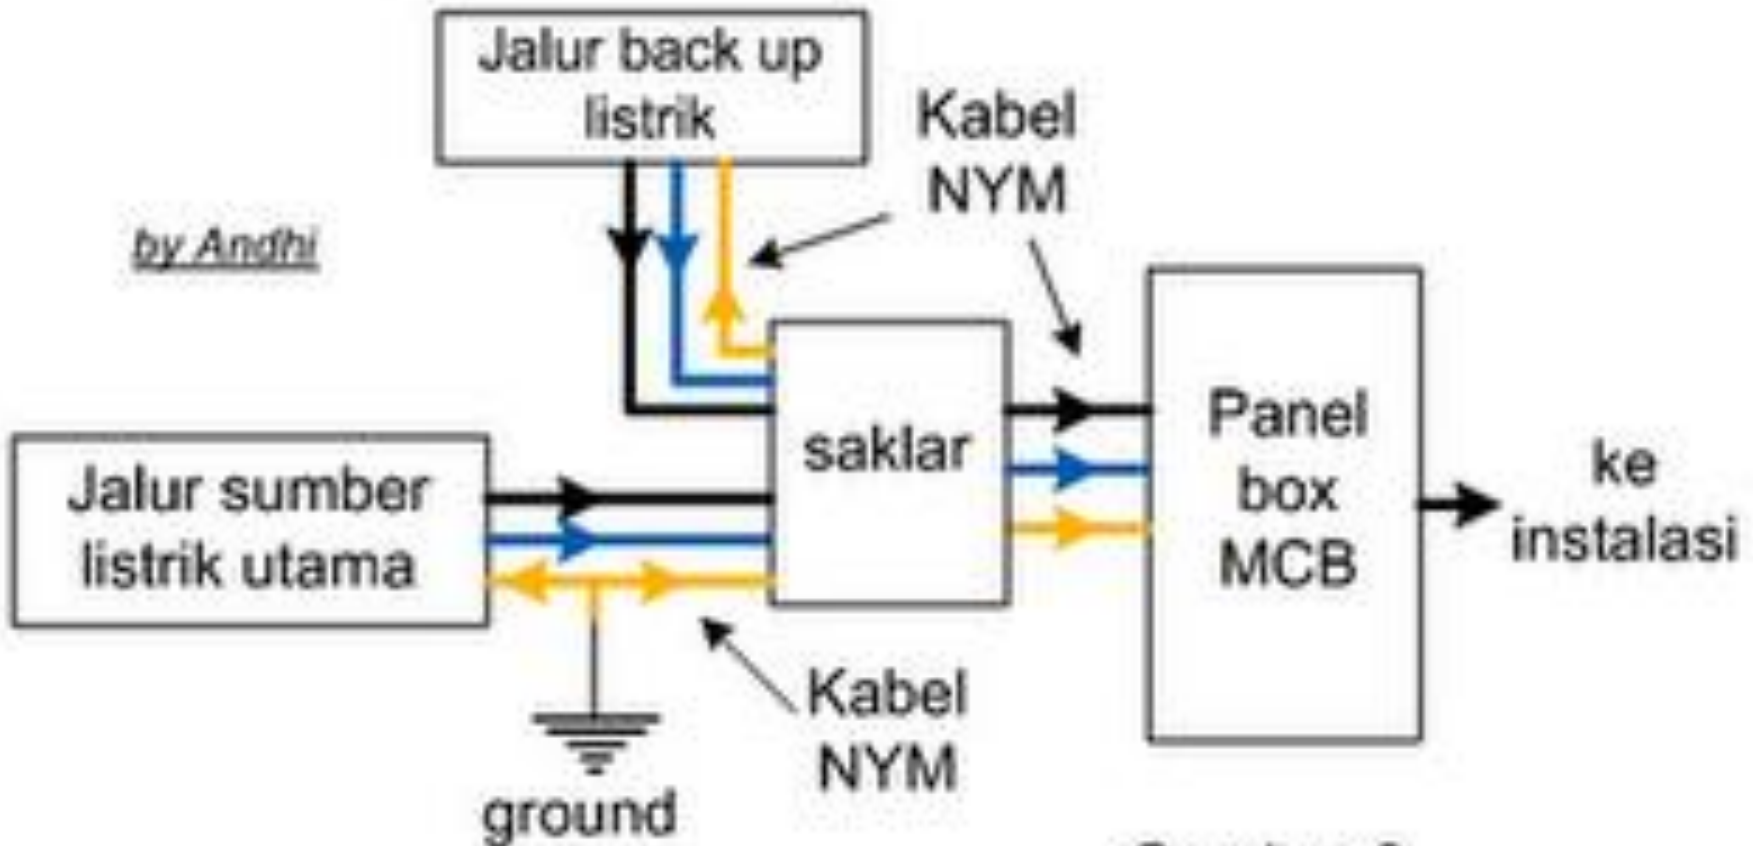 Jalur back up
listrik
Kabel
NYM
by Andhi
saklar
Panel
box
MCB
ke
instalasi
Jalur sumber
listrik utama
Kabel
NYM
ground